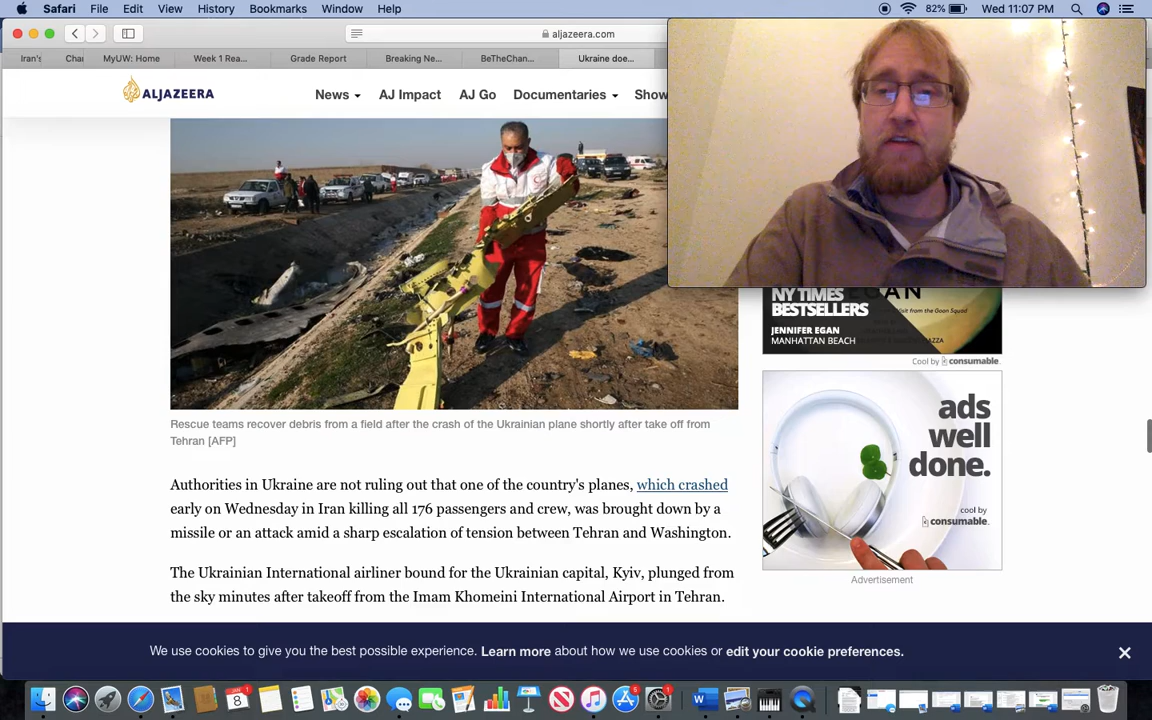 Safari File Edit View History Bookmarks Window Help 82% Wed 11:07 PM
aljazeera.com
Iran's Chai MyUW: Home Week 1 Rea... Grade Report Breaking Ne... BeTheChan... Ukraine doe...
ALJAZEERA News AJ Impact AJ Go Documentaries Show
NY TIMES
BESTSELLERS
JENNIFER EGAN
MANHATTAN BEACH
Cool by consumable.
ads
well
done.
cool by
consumable.
Advertisement
Rescue teams recover debris from a field after the crash of the Ukrainian plane shortly after take off from
Tehran [AFP]
Authorities in Ukraine are not ruling out that one of the country's planes, which crashed
early on Wednesday in Iran killing all 176 passengers and crew, was brought down by a
missile or an attack amid a sharp escalation of tension between Tehran and Washington.
The Ukrainian International airliner bound for the Ukrainian capital, Kyiv, plunged from
the sky minutes after takeoff from the Imam Khomeini International Airport in Tehran.
We use cookies to give you the best possible experience. Learn more about how we use cookies or edit your cookie preferences.
JAN
8